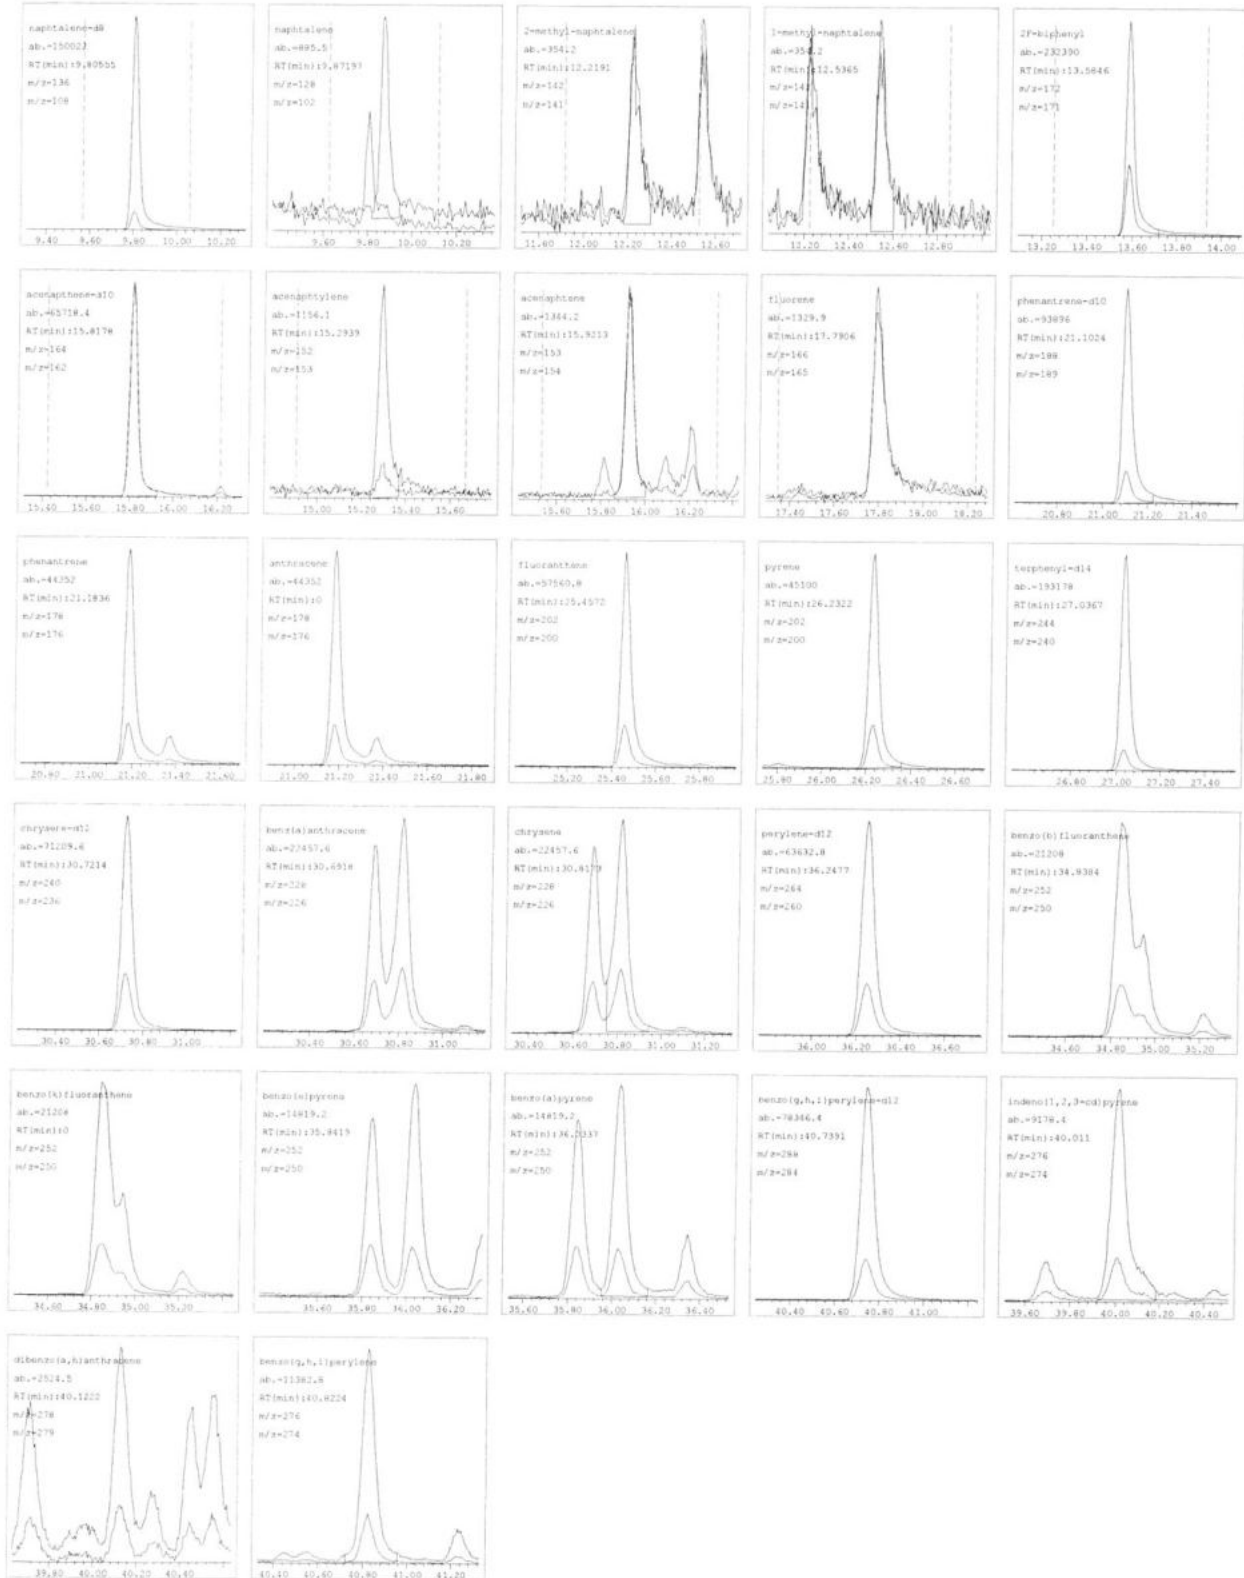 naphtalene-d8
ab.=150022
RT(min):9.80555
m/z=136
m/z=108
9.40 9.60 9.80 10.00 10.20
naphtalene
ab.=885.5
RT(min):9.87197
m/z=128
m/z=102
9.60 9.80 10.00 10.20
2-methyl-naphtalene
ab.=354.2
RT(min):12.2191
m/z=142
m/z=141
11.80 12.00 12.20 12.40 12.60
1-methyl-naphtalene
ab.=354.2
RT(min):12.5365
m/z=142
m/z=141
12.20 12.40 12.60 12.80
2F-biphenyl
ab.=232390
RT(min):13.5846
m/z=172
m/z=171
13.20 13.40 13.60 13.80 14.00
acenapthene-d10
ab.=65718.4
RT(min):15.8178
m/z=164
m/z=162
15.40 15.60 15.80 16.00 16.20
acenaphtylene
ab.=1156.1
RT(min):15.2939
m/z=152
m/z=153
15.00 15.20 15.40 15.60
acenaphtene
ab.=1344.2
RT(min):15.9213
m/z=153
m/z=154
15.60 15.80 16.00 16.20
fluorene
ab.=1329.9
RT(min):17.7906
m/z=166
m/z=165
17.40 17.60 17.80 18.00 18.20
phenantrene-d10
ab.=93896
RT(min):21.1024
m/z=188
m/z=189
20.80 21.00 21.20 21.40
phenantrene
ab.=44352
RT(min):21.1836
m/z=178
m/z=176
20.80 21.00 21.20 21.40 21.60
anthracene
ab.=44352
RT(min):0
m/z=178
m/z=176
21.00 21.20 21.40 21.60 21.80
fluoranthene
ab.=57560.8
RT(min):25.4572
m/z=202
m/z=200
25.20 25.40 25.60 25.80
pyrene
ab.=45100
RT(min):26.2322
m/z=202
m/z=200
25.80 26.00 26.20 26.40 26.60
terphenyl-d14
ab.=193178
RT(min):27.0367
m/z=244
m/z=240
26.80 27.00 27.20 27.40
chrysene-d12
ab.=71209.6
RT(min):30.7214
m/z=240
m/z=236
30.40 30.60 30.80 31.00
benz(a)anthracene
ab.=22457.6
RT(min):30.6918
m/z=228
m/z=226
30.40 30.60 30.80 31.00
chrysene
ab.=22457.6
RT(min):30.8173
m/z=228
m/z=226
30.40 30.60 30.80 31.00 31.20
perylene-d12
ab.=63632.8
RT(min):36.2477
m/z=264
m/z=260
36.00 36.20 36.40 36.60
benzo(b)fluoranthene
ab.=21208
RT(min):34.8384
m/z=252
m/z=250
34.60 34.80 35.00 35.20
benzo(k)fluoranthene
ab.=21208
RT(min):0
m/z=252
m/z=250
34.60 34.80 35.00 35.20
benzo(e)pyrene
ab.=14819.2
RT(min):35.8419
m/z=252
m/z=250
35.60 35.80 36.00 36.20
benzo(a)pyrene
ab.=14819.2
m/z=252
m/z=250
35.60 35.80 36.00 36.20 36.40
benzo(g,h,i)perylene-d12
ab.=78346.4
RT(min):40.7391
m/z=288
m/z=284
40.40 40.60 40.80 41.00
indeno(1,2,3-cd)pyrene
ab.=9178.4
RT(min):40.011
m/z=276
m/z=274
39.60 39.80 40.00 40.20 40.40
dibenzo(a,h)anthracene
ab.=2524.5
RT(min):40.1222
m/z=278
m/z=279
39.80 40.00 40.20 40.40
benzo(g,h,i)perylene
ab.=11382.8
RT(min):40.8224
m/z=276
m/z=274
40.40 40.60 40.80 41.00 41.20